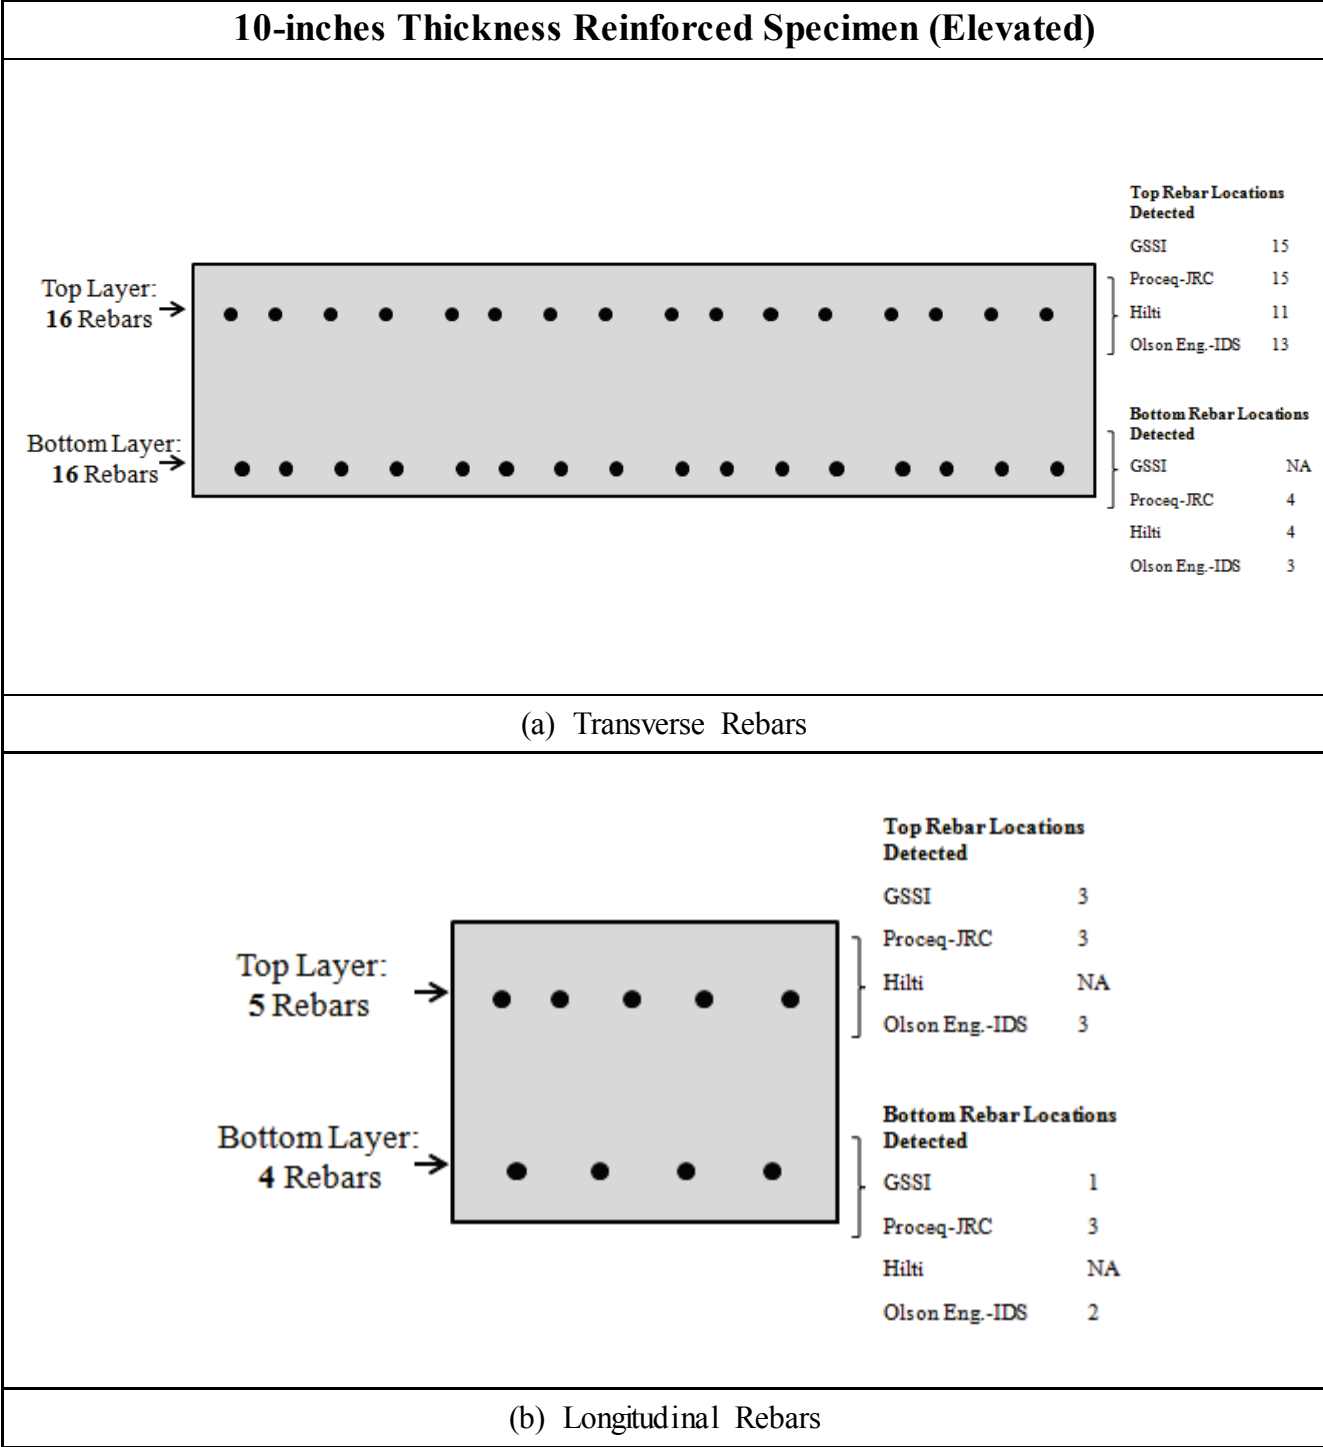 10-inches Thickness Reinforced Specimen (Elevated)
Top Rebar Locations
Detected
GSSI 15
Proceq-JRC 15
Hilti 11
Olson Eng.-IDS 13
Top Layer:
16 Rebars
Bottom Rebar Locations
Detected
GSSI NA
Proceq-JRC 4
Hilti 4
Olson Eng.-IDS 3
Bottom Layer:
16 Rebars
(a) Transverse Rebars
Top Rebar Locations
Detected
GSSI 3
Proceq-JRC 3
Hilti NA
Olson Eng.-IDS 3
Top Layer:
5 Rebars
Bottom Rebar Locations
Detected
GSSI 1
Proceq-JRC 3
Hilti NA
Olson Eng.-IDS 2
Bottom Layer:
4 Rebars
(b) Longitudinal Rebars